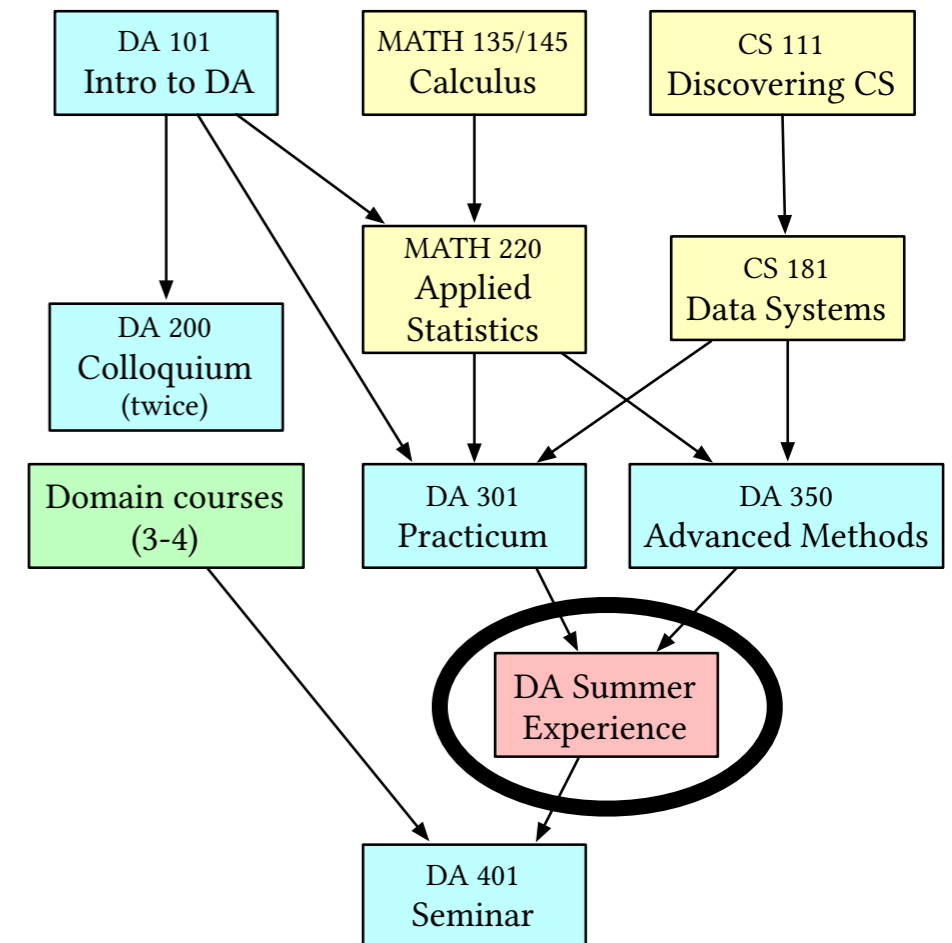 DA 101
Intro to DA
MATH 135/145
Calculus
CS 111
Discovering CS
MATH 220
Applied
Statistics
CS 181
Data Systems
DA 200
Colloquium
(twice)
Domain courses
(3-4)
DA 301
Practicum
DA 350
Advanced Methods
DA Summer
Experience
DA 401
Seminar